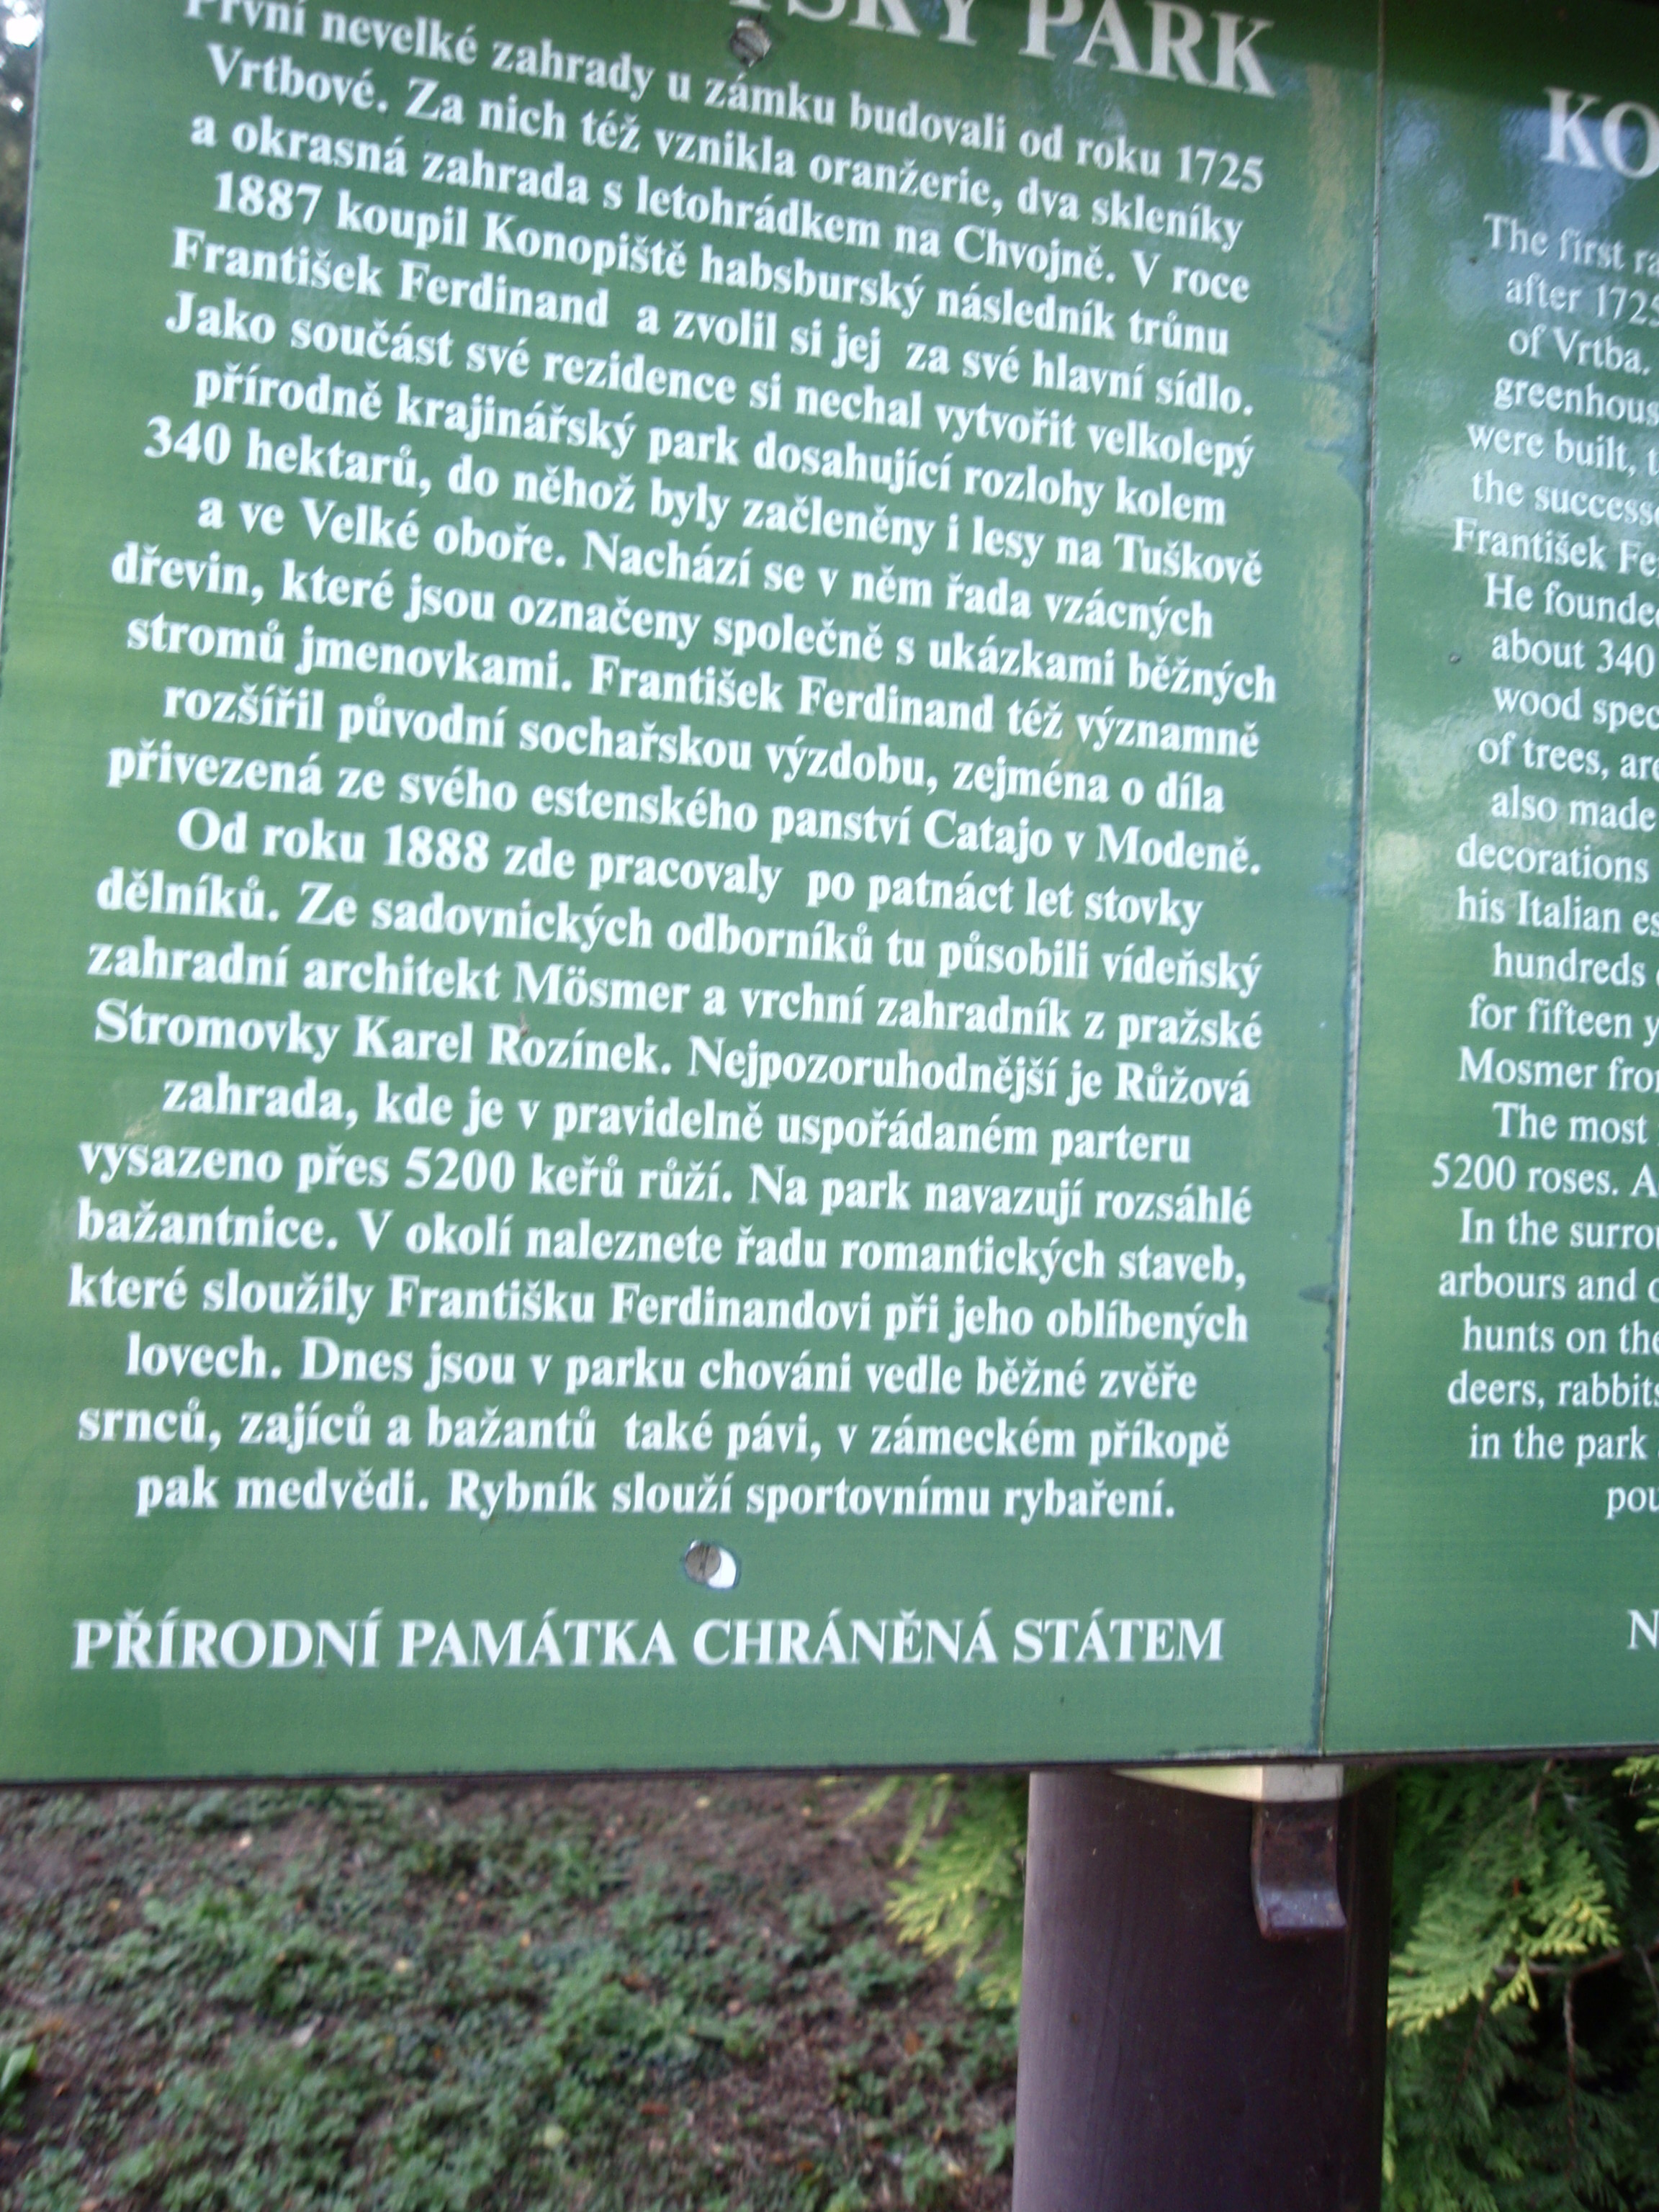 PARK
První nevelké zahrady u zámku budovali od roku 1725
Vrtbové. Za nich též vznikla oranžerie, dva skleníky
a okrasná zahrada s letohrádkem na Chvojně. V roce
1887 koupil Konopiště habsburský následník trůnu
František Ferdinand a zvolil si jej za své hlavní sídlo.
Jako součást své rezidence si nechal vytvořit velkolepý
přírodně krajinářský park dosahující rozlohy kolem
340 hektarů, do něhož byly začleněny i lesy na Tuškově
a ve Velké oboře. Nachází se v něm řada vzácných
dřevin, které jsou označeny společně s ukázkami běžných
stromů jmenovkami. František Ferdinand též významně
rozšířil původní sochařskou výzdobu, zejména o díla
přivezená ze svého estenského panství Catajo v Modeně.
Od roku 1888 zde pracovaly po patnáct let stovky
dělníků. Ze sadovnických odborníků tu působili vídeňský
zahradní architekt Mösmer a vrchní zahradník z pražské
Stromovky Karel Rozínek. Nejpozoruhodnější je Růžová
zahrada, kde je v pravidelně uspořádaném parteru
vysazeno přes 5200 keřů růží. Na park navazují rozsáhlé
bažantnice. V okolí naleznete řadu romantických staveb,
které sloužily Františku Ferdinandovi při jeho oblíbených
lovech. Dnes jsou v parku chováni vedle běžné zvěře
srnců, zajíců a bažantů také pávi, v zámeckém příkopě
pak medvědi. Rybník slouží sportovnímu rybaření.
PŘÍRODNÍ PAMÁTKA CHRÁNĚNÁ STÁTEM
KO
The first
after 1725
of Vrtba.
greenhous
were built,
the success
František Fe
He founde
about 340
wood spec
of trees, are
also made
decorations
his Italian es
hundreds
for fifteen y
Mosmer fro
The most
5200 roses. A
In the surro
arbours and
hunts on the
deers, rabbits
in the park
pou
N